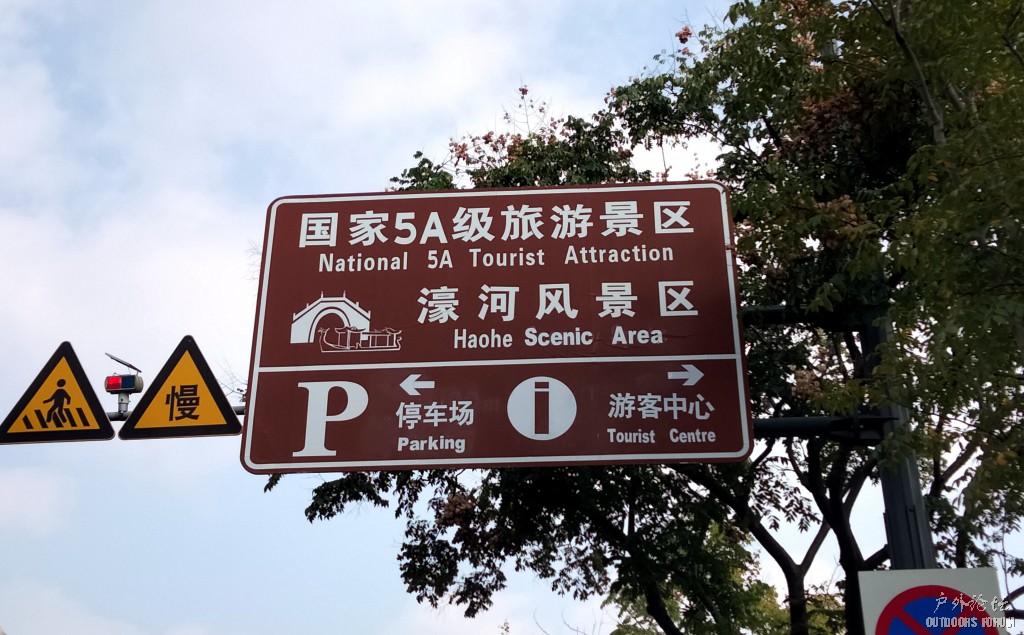 国家5A级旅游景区
National 5A Tourist Attraction
濠河风景区
Haohe Scenic Area
P
停车场
Parking
i
游客中心
Tourist Centre
慢
户外论坛
OUTDOORS FORUM